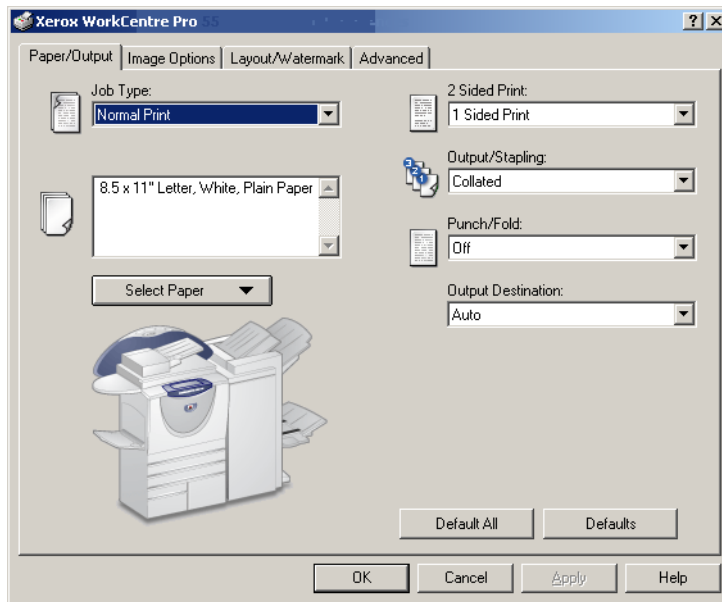 Xerox WorkCentre Pro 55
Paper/Output
Image Options
Layout/Watermark
Advanced
Job Type:
Normal Print
8.5 x 11" Letter, White, Plain Paper
Select Paper
2 Sided Print:
1 Sided Print
Output/Stapling:
Collated
Punch/Fold:
Off
Output Destination:
Auto
Default All
Defaults
OK
Cancel
Apply
Help